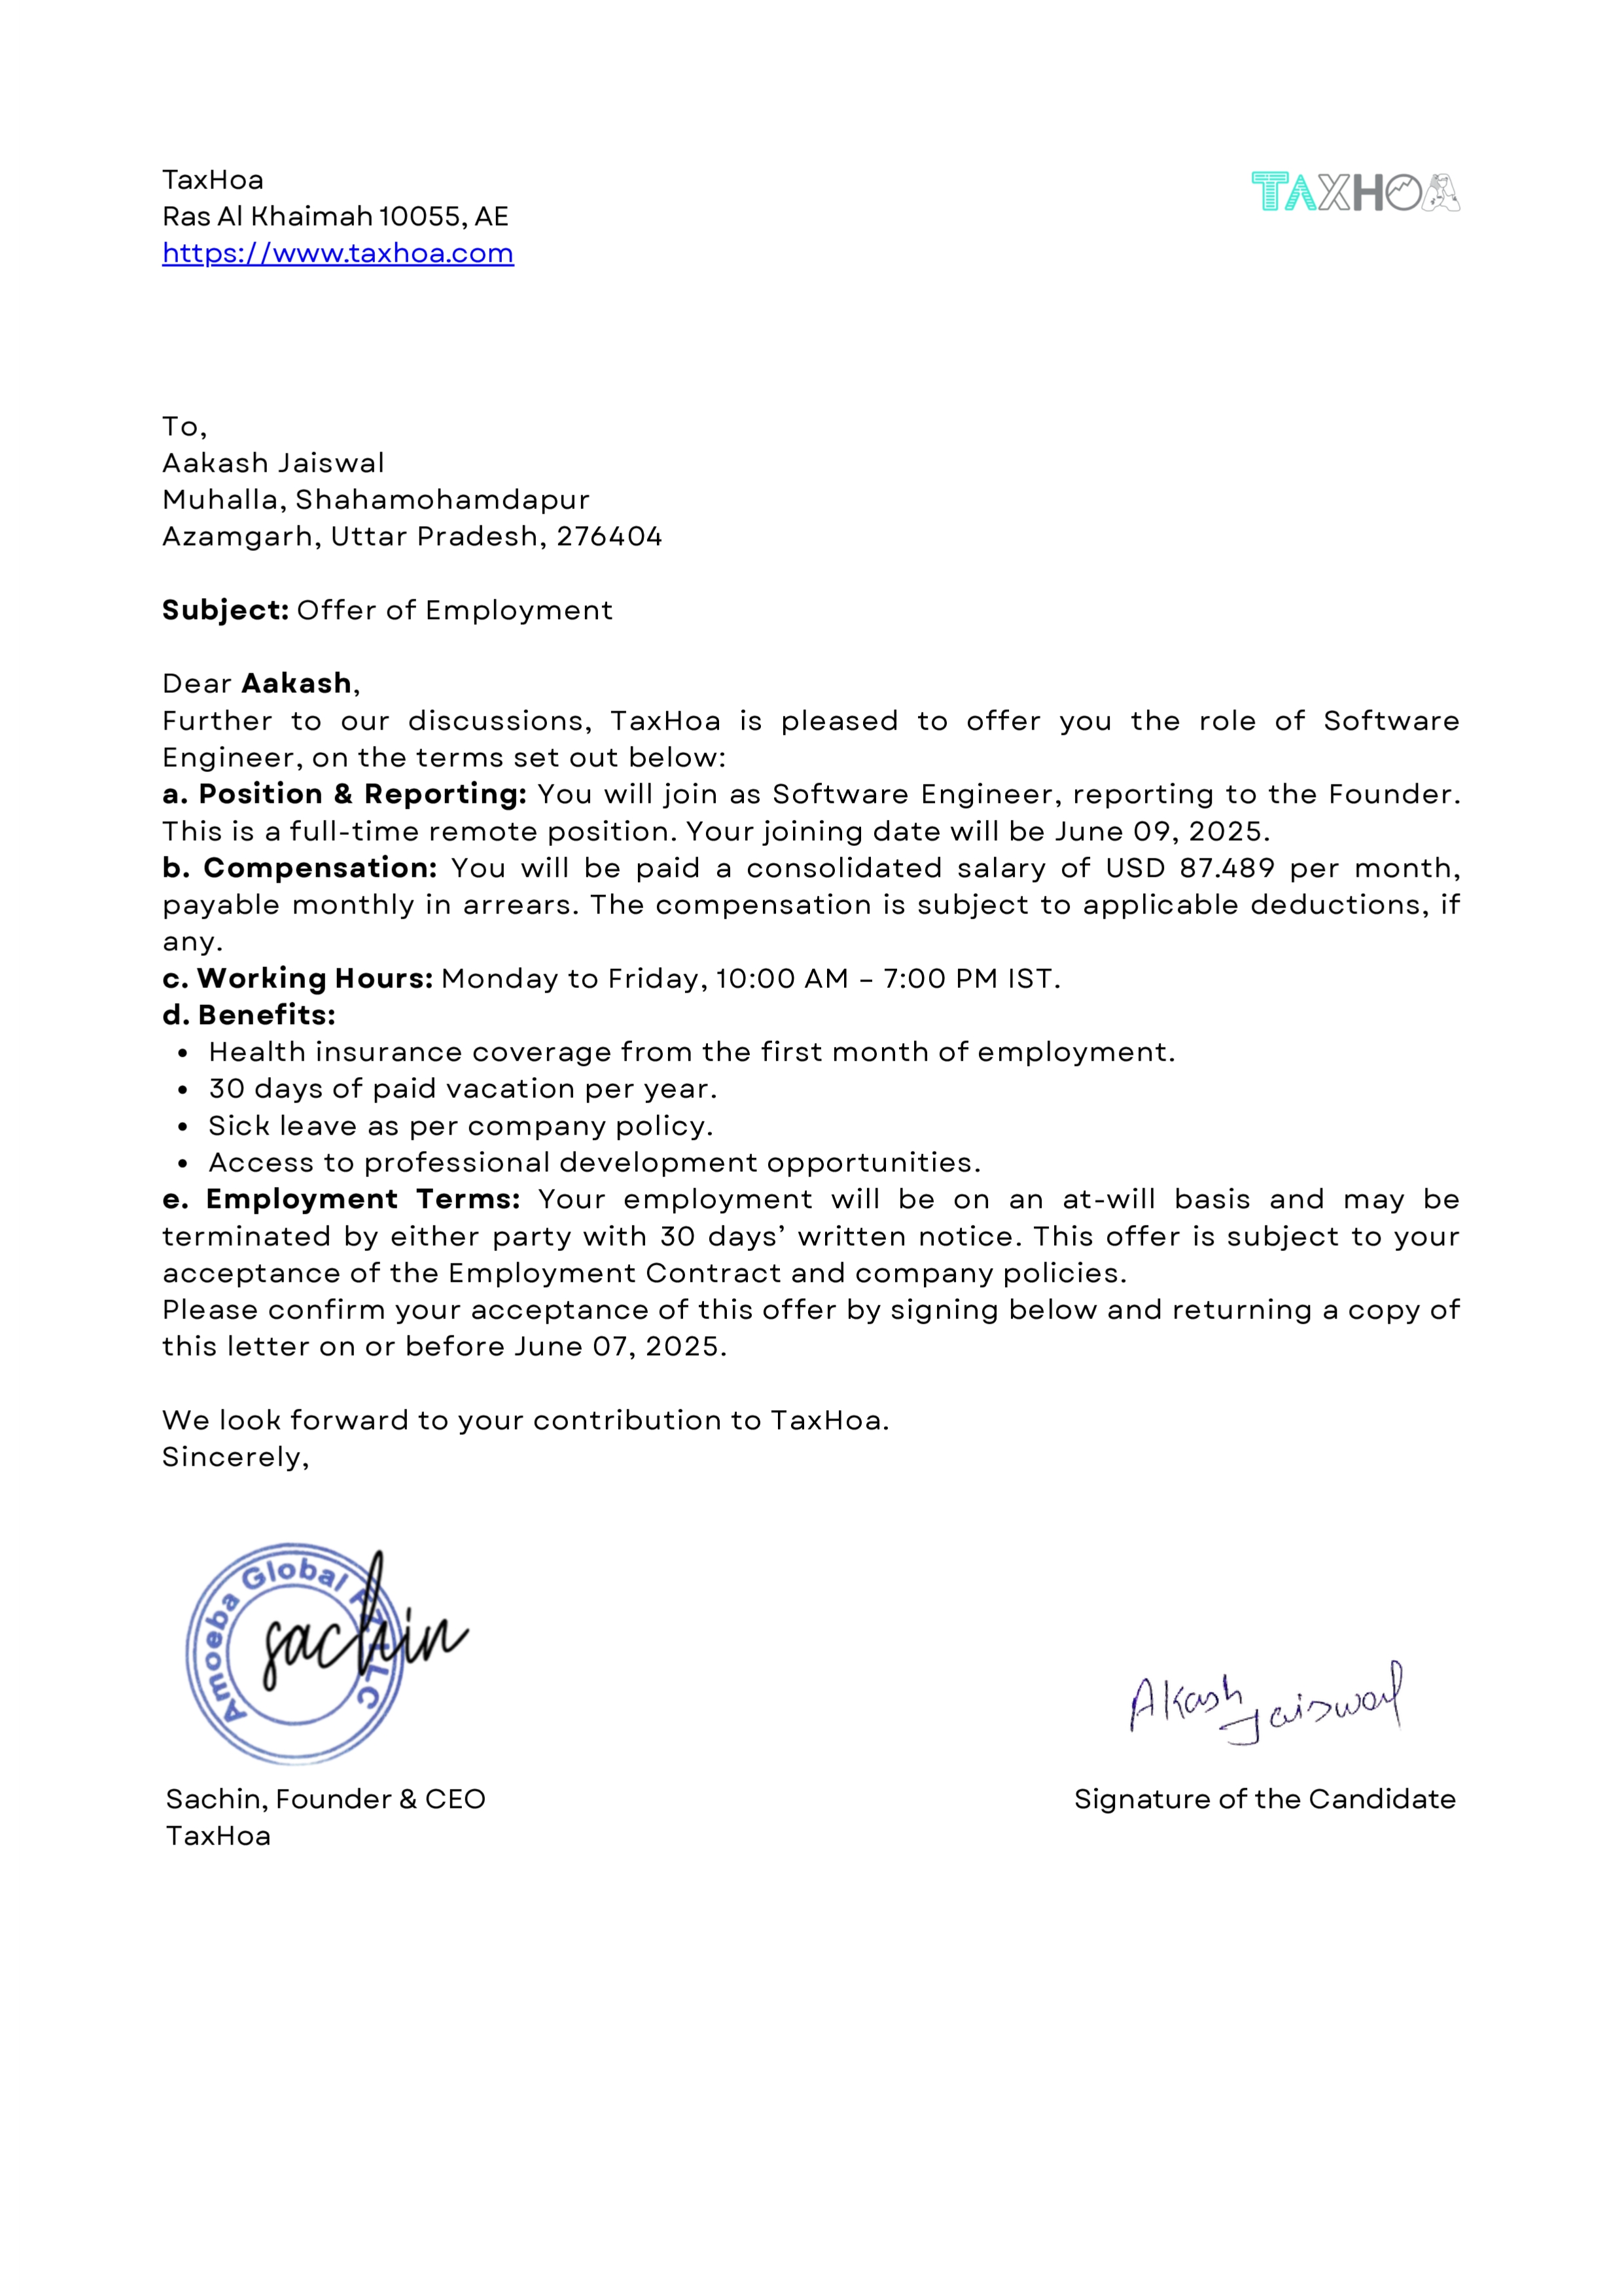 TaxHoa
Ras Al Khaimah 10055, AE
https://www.taxhoa.com
TAXHOA
To,
Aakash Jaiswal
Muhalla, Shahamohamdapur
Azamgarh, Uttar Pradesh, 276404
Subject: Offer of Employment
Dear Aakash,
Further to our discussions, TaxHoa is pleased to offer you the role of Software
Engineer, on the terms set out below:
a. Position & Reporting: You will join as Software Engineer, reporting to the Founder.
This is a full-time remote position. Your joining date will be June 09, 2025.
b. Compensation: You will be paid a consolidated salary of USD 87.489 per month,
payable monthly in arrears. The compensation is subject to applicable deductions, if
any.
c. Working Hours: Monday to Friday, 10:00 AM – 7:00 PM IST.
d. Benefits:
• Health insurance coverage from the first month of employment.
• 30 days of paid vacation per year.
• Sick leave as per company policy.
• Access to professional development opportunities.
e. Employment Terms: Your employment will be on an at-will basis and may be
terminated by either party with 30 days’ written notice. This offer is subject to your
acceptance of the Employment Contract and company policies.
Please confirm your acceptance of this offer by signing below and returning a copy of
this letter on or before June 07, 2025.
We look forward to your contribution to TaxHoa.
Sincerely,
Amoeba Global LLC
sachin
Akash
Jaiswal
Sachin, Founder & CEO
TaxHoa
Signature of the Candidate